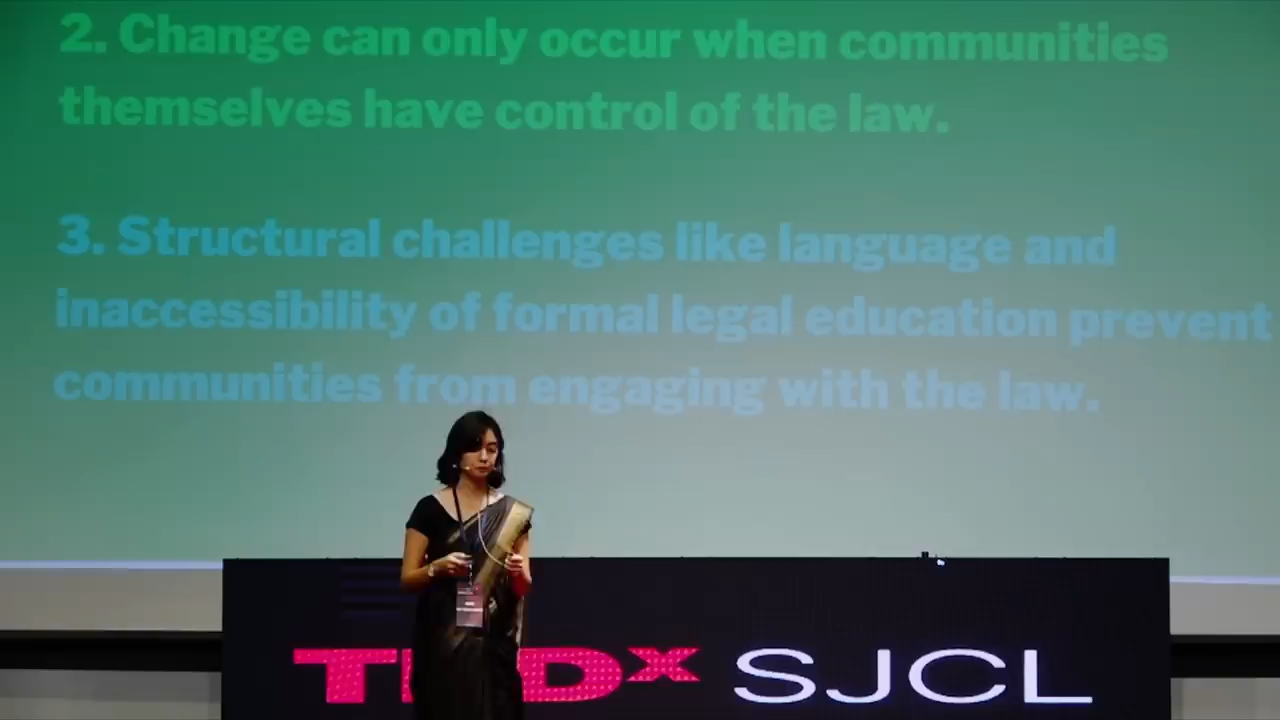 2. Change can only occur when communities
themselves have control of the law.
3. Structural challenges like language and
inaccessibility of formal legal education prevent
communities from engaging with the law.
TEDx SJCL